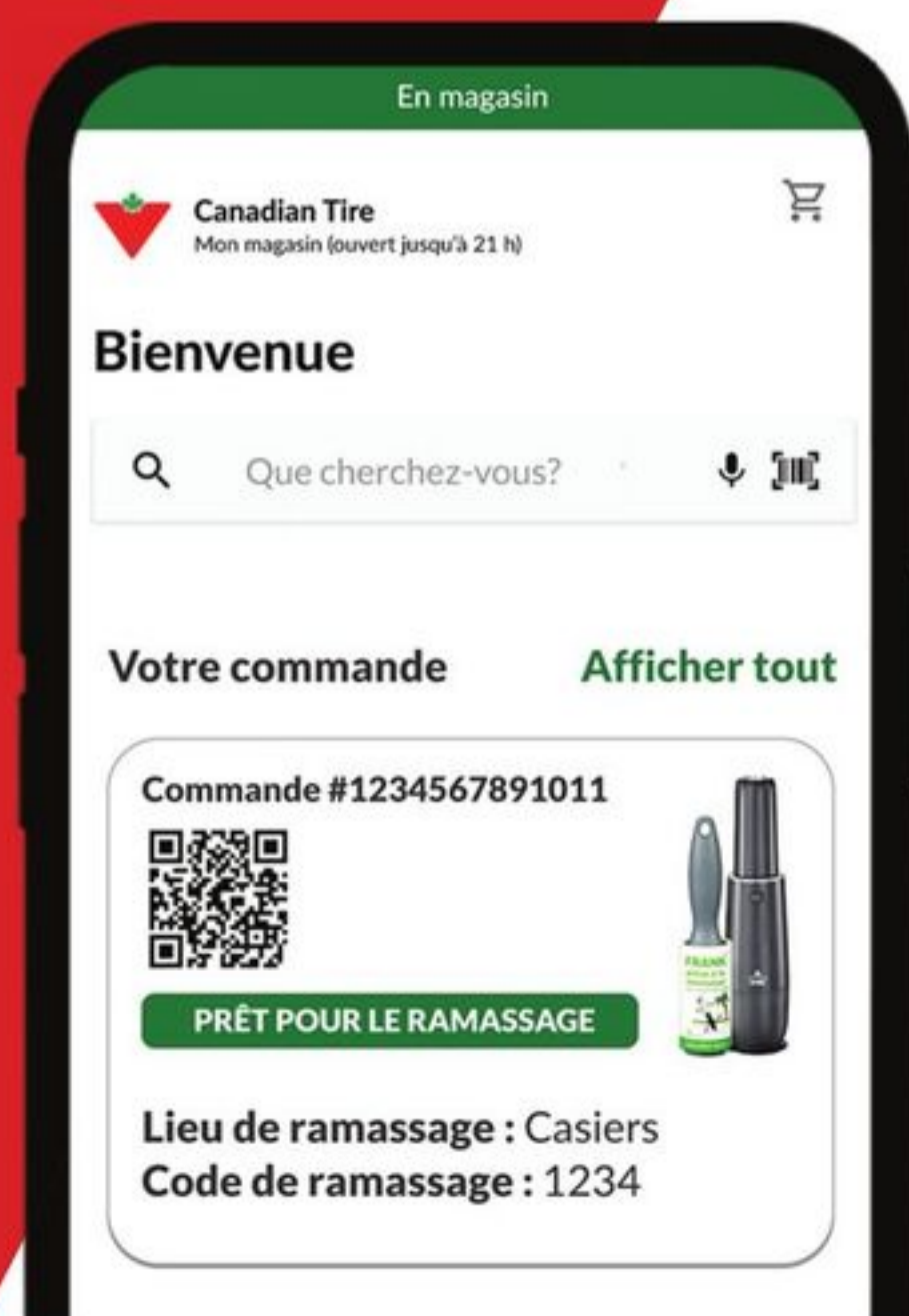 En magasin
Canadian Tire
Mon magasin (ouvert jusqu'à 21 h)
Bienvenue
Que cherchez-vous?
Votre commande
Afficher tout
Commande #1234567891011
FRANK
PRÊT POUR LE RAMASSAGE
Lieu de ramassage : Casiers
Code de ramassage : 1234